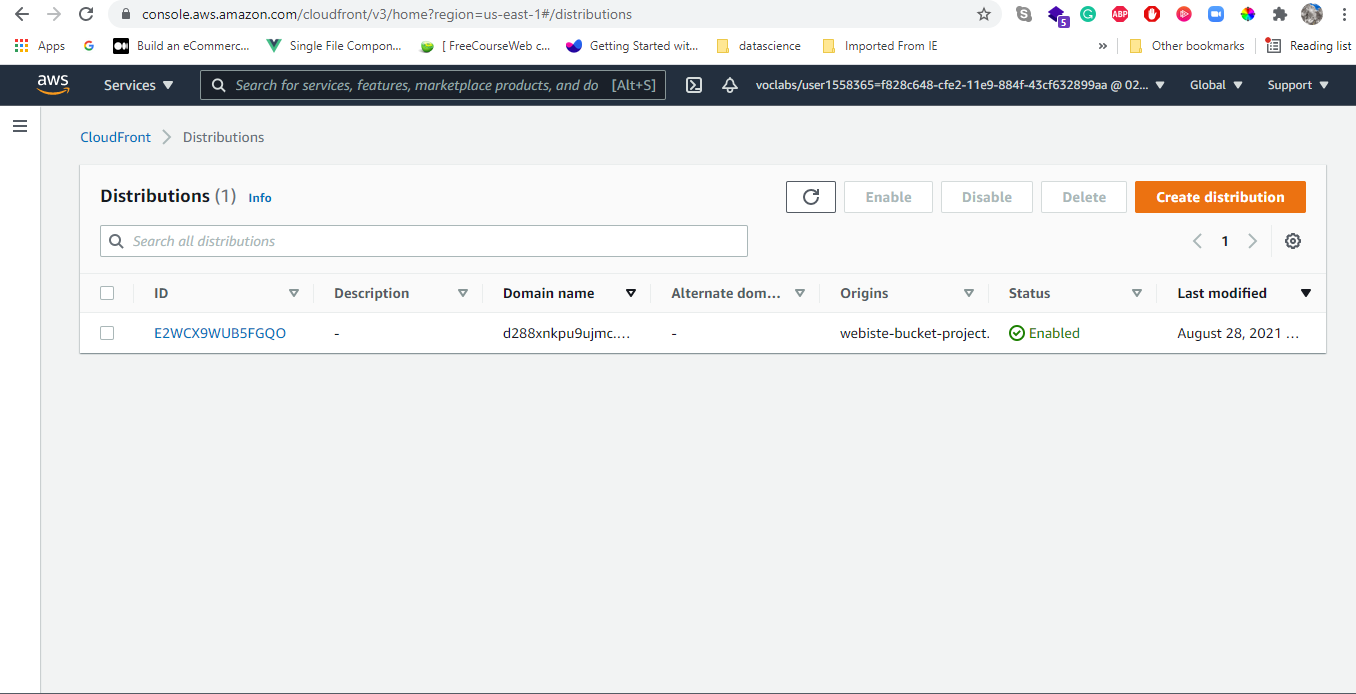 console.aws.amazon.com/cloudfront/v3/home?region=us-east-1#/distributions
5
ABP
Apps
Build an eCommerc...
Single File Compon...
[ FreeCourseWeb c...
Getting Started wit...
datascience
Imported From IE
»
Other bookmarks
Reading list
aws
Services
Search for services, features, marketplace products, and do [Alt+S]
voclabs/user1558365=f828c648-cfe2-11e9-884f-43cf632899aa @ 02...
Global
Support
CloudFront
Distributions
Distributions (1) Info
Enable
Disable
Delete
Create distribution
Search all distributions
1
ID Description Domain name Alternate dom... Origins Status Last modified
E2WCX9WUB5FGQO - d288xnkpu9ujmc.... - webiste-bucket-project. Enabled August 28, 2021 ...